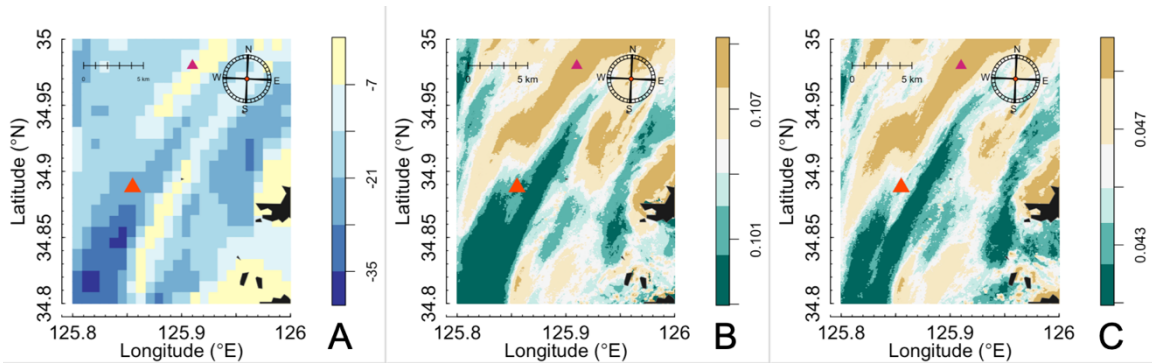 35
34.95
34.9
34.85
34.8
Latitude (°N)
125.8
125.9
126
Longitude (°E)
0
5 km
N
W
E
S
-7
-21
-35
A
35
34.95
34.9
34.85
34.8
Latitude (°N)
125.8
125.9
126
Longitude (°E)
0
5 km
N
W
E
S
0.107
0.101
B
35
34.95
34.9
34.85
34.8
Latitude (°N)
125.8
125.9
126
Longitude (°E)
0
5 km
N
W
E
S
0.047
0.043
C